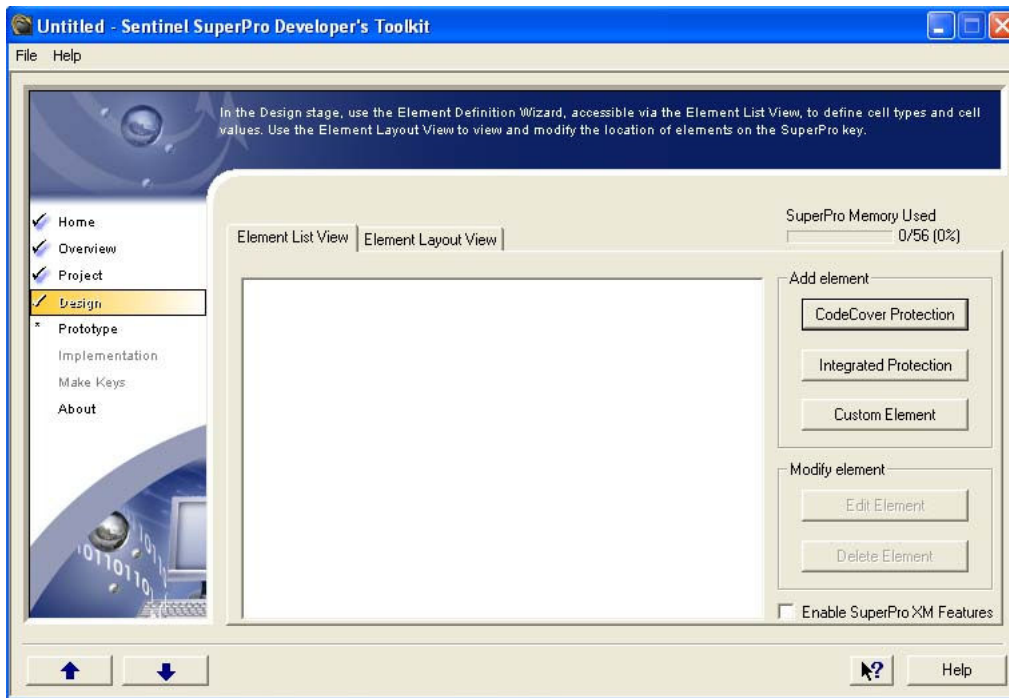 Untitled - Sentinel SuperPro Developer's Toolkit
File Help
In the Design stage, use the Element Definition Wizard, accessible via the Element List View, to define cell types and cell
values. Use the Element Layout View to view and modify the location of elements on the SuperPro key.
Home
Overview
Project
Design
* Prototype
Implementation
Make Keys
About
Element List View Element Layout View
SuperPro Memory Used
0/56 (0%)
Add element
CodeCover Protection
Integrated Protection
Custom Element
Modify element
Edit Element
Delete Element
Enable SuperPro XM Features
? Help